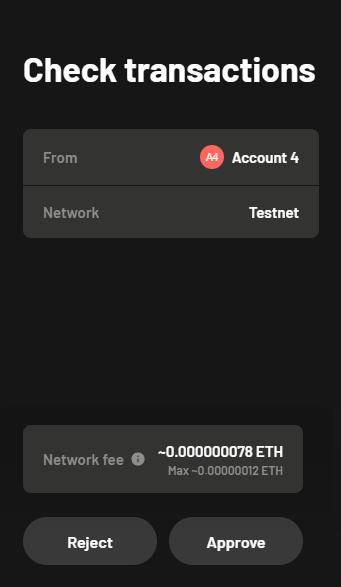 Check transactions
From A4 Account 4
Network Testnet
Network fee ~0.000000078 ETH
Max ~0.00000012 ETH
Reject Approve